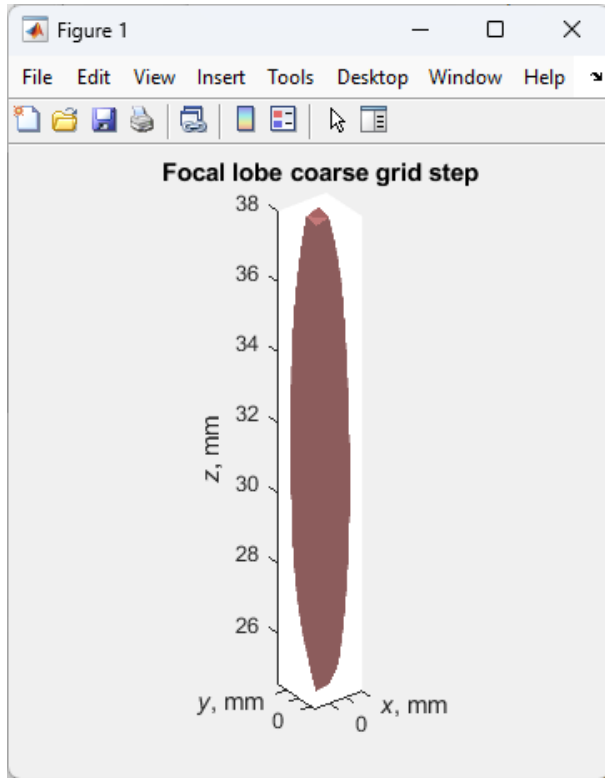 Figure 1
File Edit View Insert Tools Desktop Window Help
Focal lobe coarse grid step
38
36
34
32
30
28
26
z, mm
y, mm
0
0
x, mm